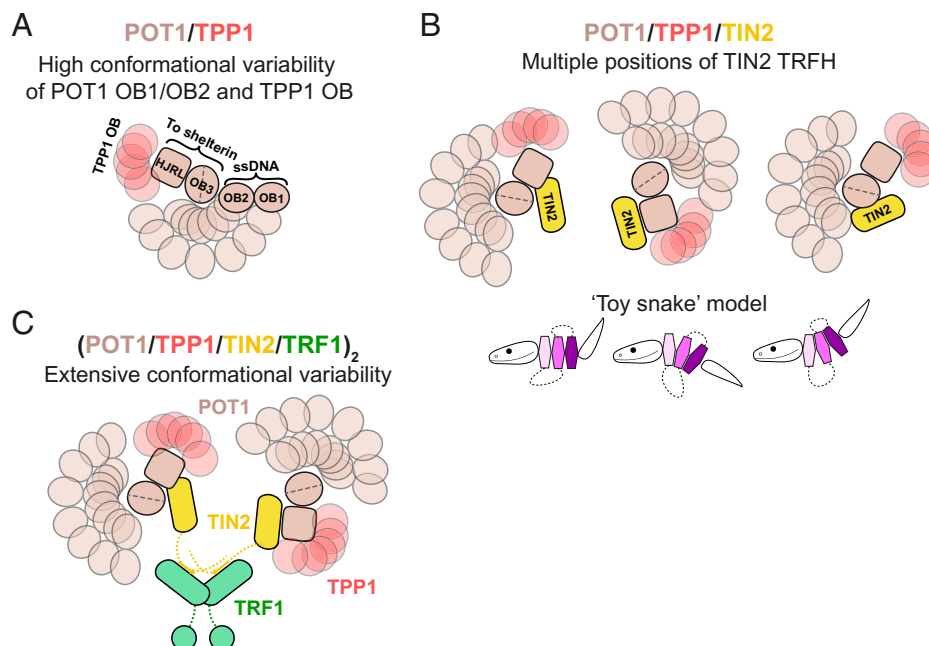 A
POT1/TPP1
High conformational variability
of POT1 OB1/OB2 and TPP1 OB
TPP1 OB
To shelterin
ssDNA
HJRL
OB3
OB2
OB1
B
POT1/TPP1/TIN2
Multiple positions of TIN2 TRFH
TIN2
TIN2
TIN2
'Toy snake' model
C
(POT1/TPP1/TIN2/TRF1)2
Extensive conformational variability
POT1
TIN2
TPP1
TRF1